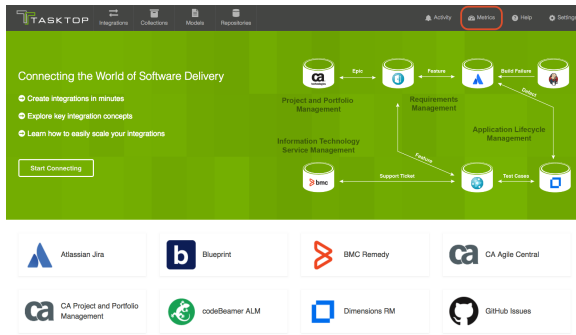 TASKTOP
Integrations
Collections
Models
Repositories
Activity
Metrics
Help
Settings
Connecting the World of Software Delivery
Create integrations in minutes
Explore key integration concepts
Learn how to easily scale your integrations
Start Connecting
ca
Epic
Feature
Build Failure
Defect
Project and Portfolio
Management
Requirements
Management
Information Technology
Service Management
Application Lifecycle
Management
Feature
bmc
Support Ticket
Test Cases
Atlassian Jira
b
Blueprint
BMC Remedy
ca
CA Agile Central
ca
CA Project and Portfolio
Management
codeBeamer ALM
Dimensions RM
GitHub Issues